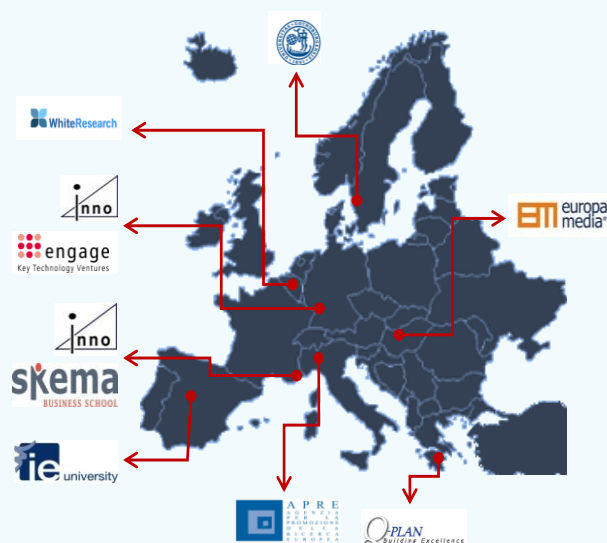 WhiteResearch
inno
engage
Key Technology Ventures
europa
media®
inno
skema
BUSINESS SCHOOL
ie university
APRE
AGENZIA
PER LA
PROMOZIONE
DELLA
RICERCA
EUROPEA
Q-PLAN
Building Excellence